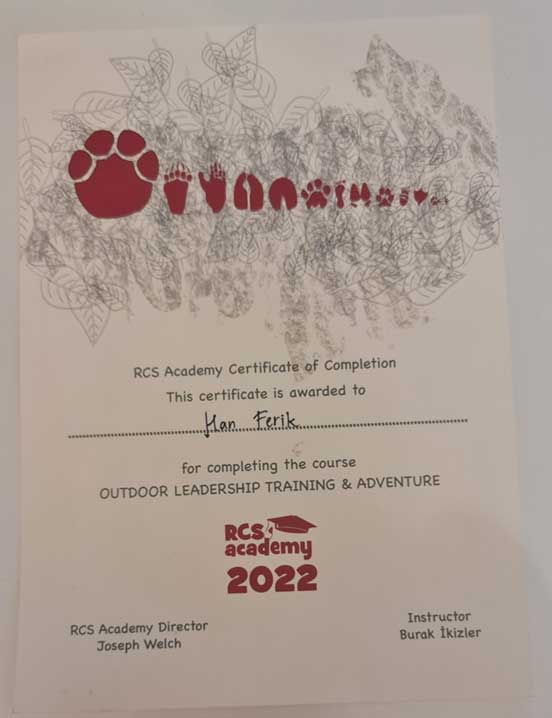 RCS Academy Certificate of Completion
This certificate is awarded to
Han Ferik
for completing the course
OUTDOOR LEADERSHIP TRAINING & ADVENTURE
RCS
academy
2022
RCS Academy Director
Joseph Welch
Instructor
Burak İkizler